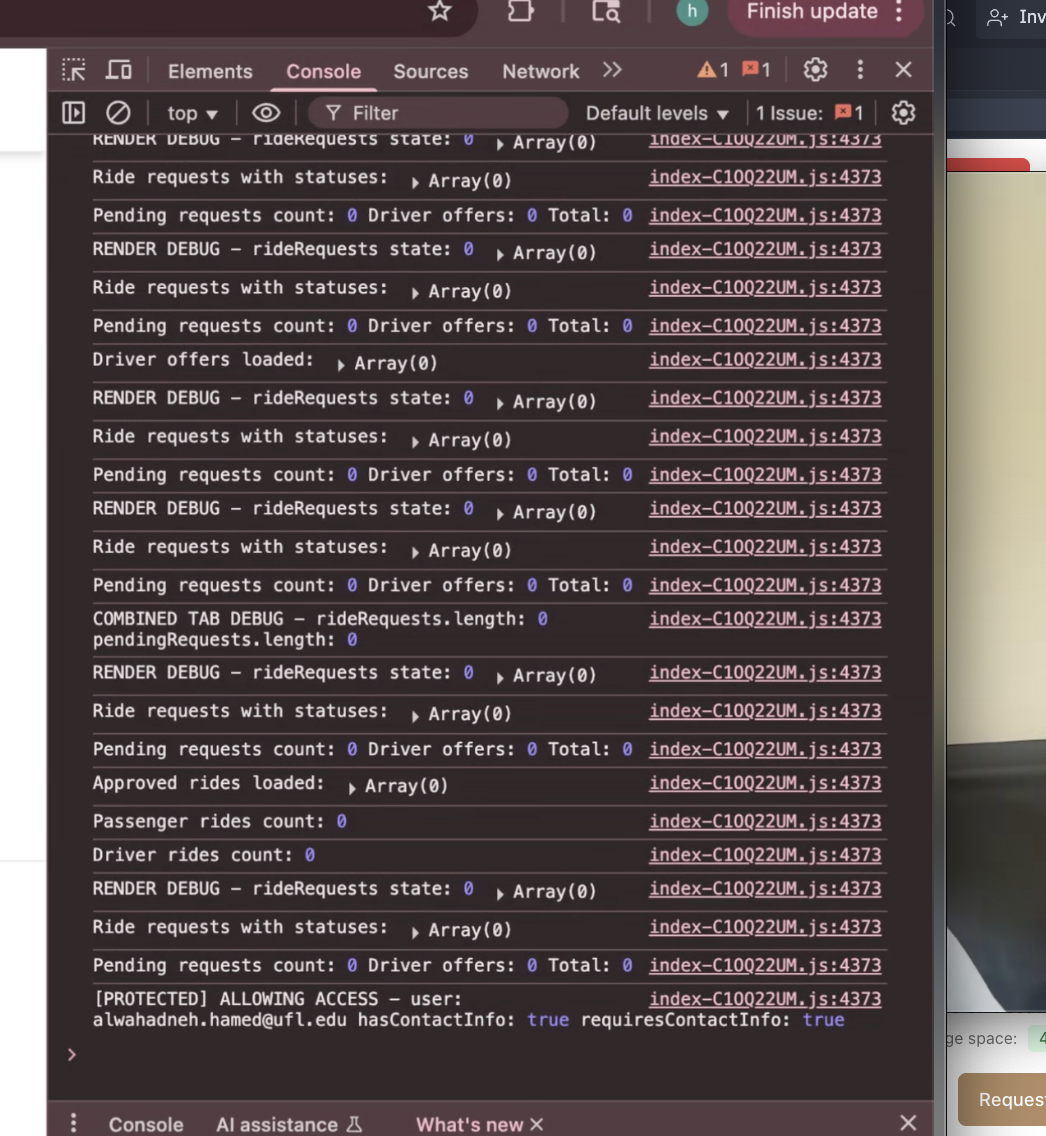 h
Finish update
Inv
Elements Console Sources Network 1 1
top Filter Default levels 1 Issue: 1
RENDER DEBUG – rideRequests state: 0 Array(0) index-C10Q22UM.js:4373
Ride requests with statuses: Array(0) index-C10Q22UM.js:4373
Pending requests count: 0 Driver offers: 0 Total: 0 index-C10Q22UM.js:4373
RENDER DEBUG – rideRequests state: 0 Array(0) index-C10Q22UM.js:4373
Ride requests with statuses: Array(0) index-C10Q22UM.js:4373
Pending requests count: 0 Driver offers: 0 Total: 0 index-C10Q22UM.js:4373
Driver offers loaded: Array(0) index-C10Q22UM.js:4373
RENDER DEBUG – rideRequests state: 0 Array(0) index-C10Q22UM.js:4373
Ride requests with statuses: Array(0) index-C10Q22UM.js:4373
Pending requests count: 0 Driver offers: 0 Total: 0 index-C10Q22UM.js:4373
RENDER DEBUG – rideRequests state: 0 Array(0) index-C10Q22UM.js:4373
Ride requests with statuses: Array(0) index-C10Q22UM.js:4373
Pending requests count: 0 Driver offers: 0 Total: 0 index-C10Q22UM.js:4373
COMBINED TAB DEBUG – rideRequests.length: 0 index-C10Q22UM.js:4373
pendingRequests.length: 0
RENDER DEBUG – rideRequests state: 0 Array(0) index-C10Q22UM.js:4373
Ride requests with statuses: Array(0) index-C10Q22UM.js:4373
Pending requests count: 0 Driver offers: 0 Total: 0 index-C10Q22UM.js:4373
Approved rides loaded: Array(0) index-C10Q22UM.js:4373
Passenger rides count: 0 index-C10Q22UM.js:4373
Driver rides count: 0 index-C10Q22UM.js:4373
RENDER DEBUG – rideRequests state: 0 Array(0) index-C10Q22UM.js:4373
Ride requests with statuses: Array(0) index-C10Q22UM.js:4373
Pending requests count: 0 Driver offers: 0 Total: 0 index-C10Q22UM.js:4373
[PROTECTED] ALLOWING ACCESS – user: index-C10Q22UM.js:4373
alwahadneh.hamed@ufl.edu hasContactInfo: true requiresContactInfo: true
ge space: 4
Reques
Console AI assistance What's new